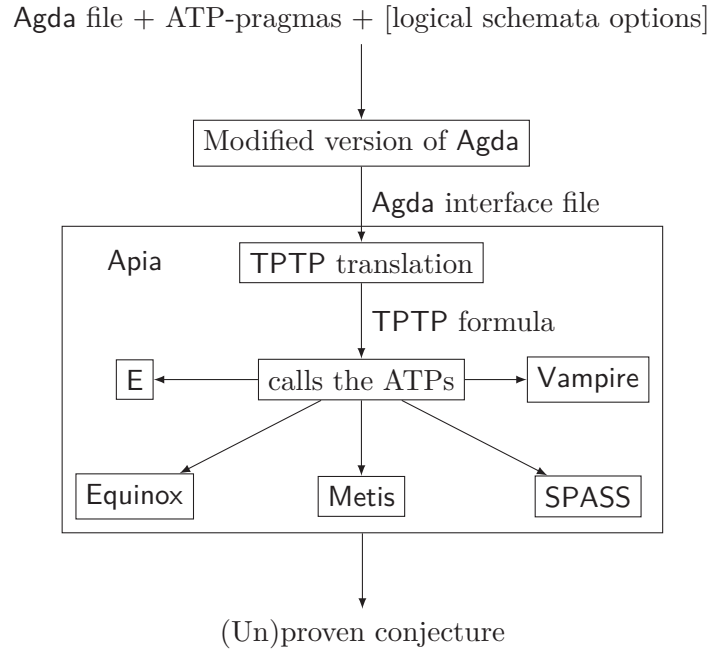 Agda file + ATP-pragmas + [logical schemata options]
Modified version of Agda
Agda interface file
Apia
TPTP translation
TPTP formula
E
calls the ATPs
Vampire
Equinox
Metis
SPASS
(Un)proven conjecture